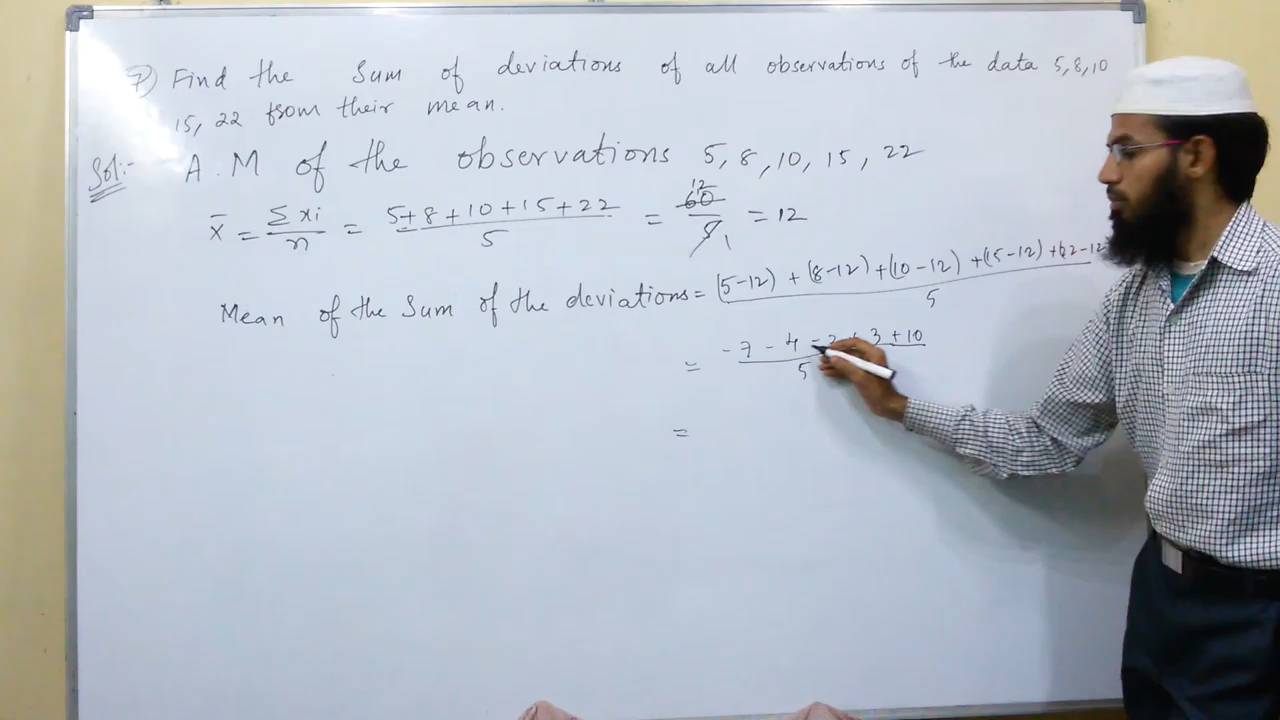 7) Find the Sum of deviations of all observations of the data 5, 8, 10
15, 22 from their mean.
Sol:- A.M of the observations 5, 8, 10, 15, 22
x̄ = Σxi/n = 5+8+10+15+22/5 = 60/5 12 1 = 12
Mean of the Sum of the deviations = (5-12) + (8-12) + (10-12) + (15-12) + (22-12)/5
= -7 - 4 - 2 + 3 + 10/5
=